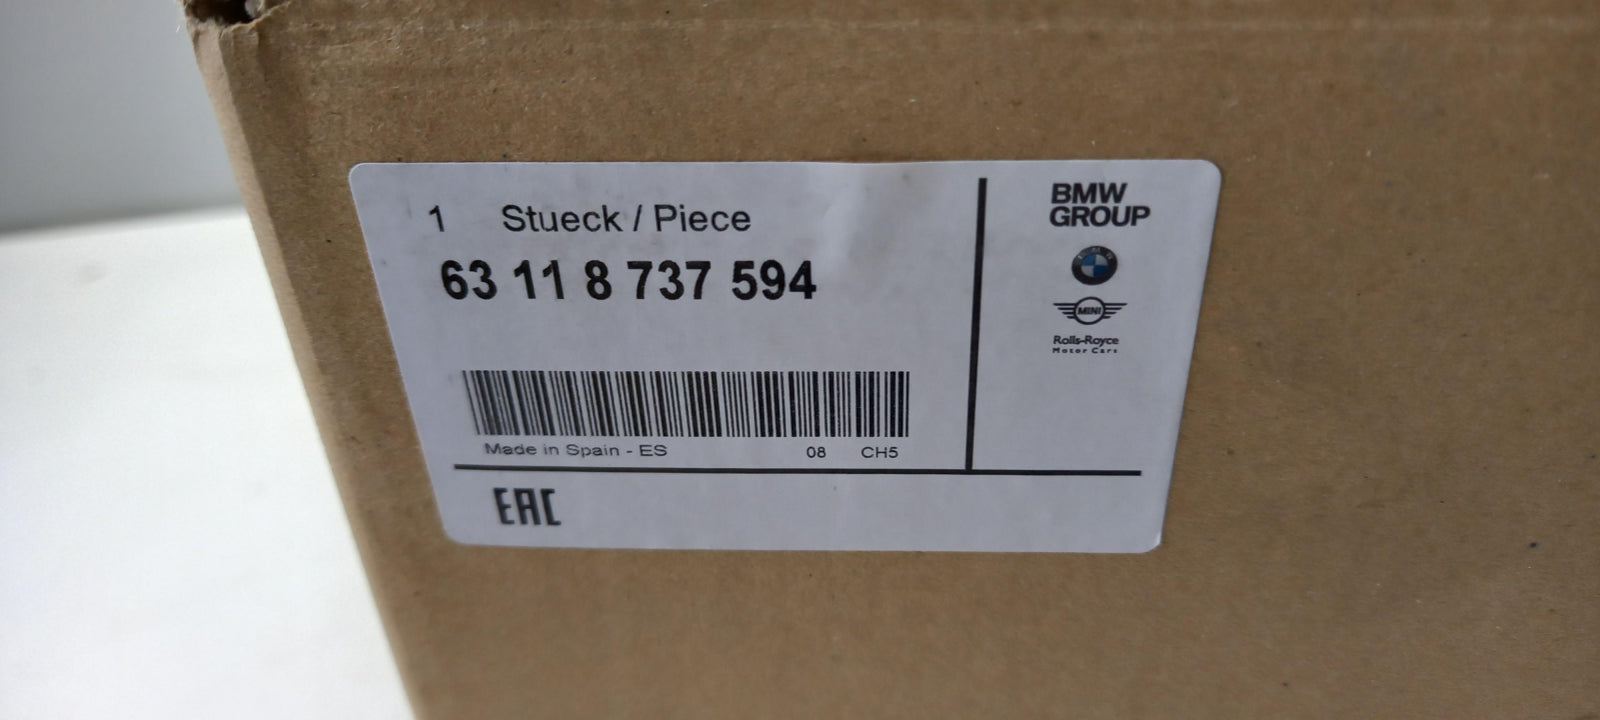 1 Stueck / Piece
63 11 8 737 594
Made in Spain - ES 08 CH5
EAC
BMW
GROUP
MINI
Rolls-Royce
Motor Cars